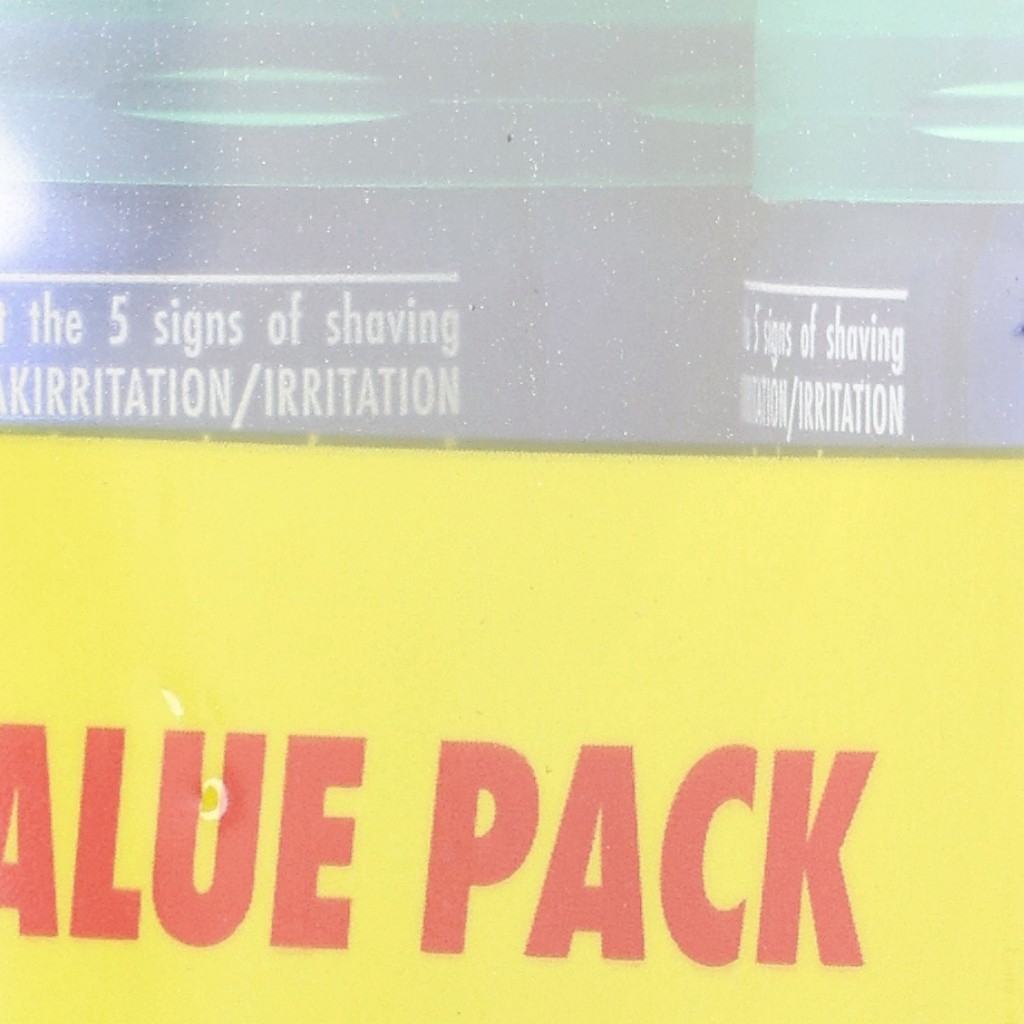 the 5 signs of shaving
AKIRRITATION/IRRITATION
5 signs of shaving
/IRRITATION
ALUE PACK